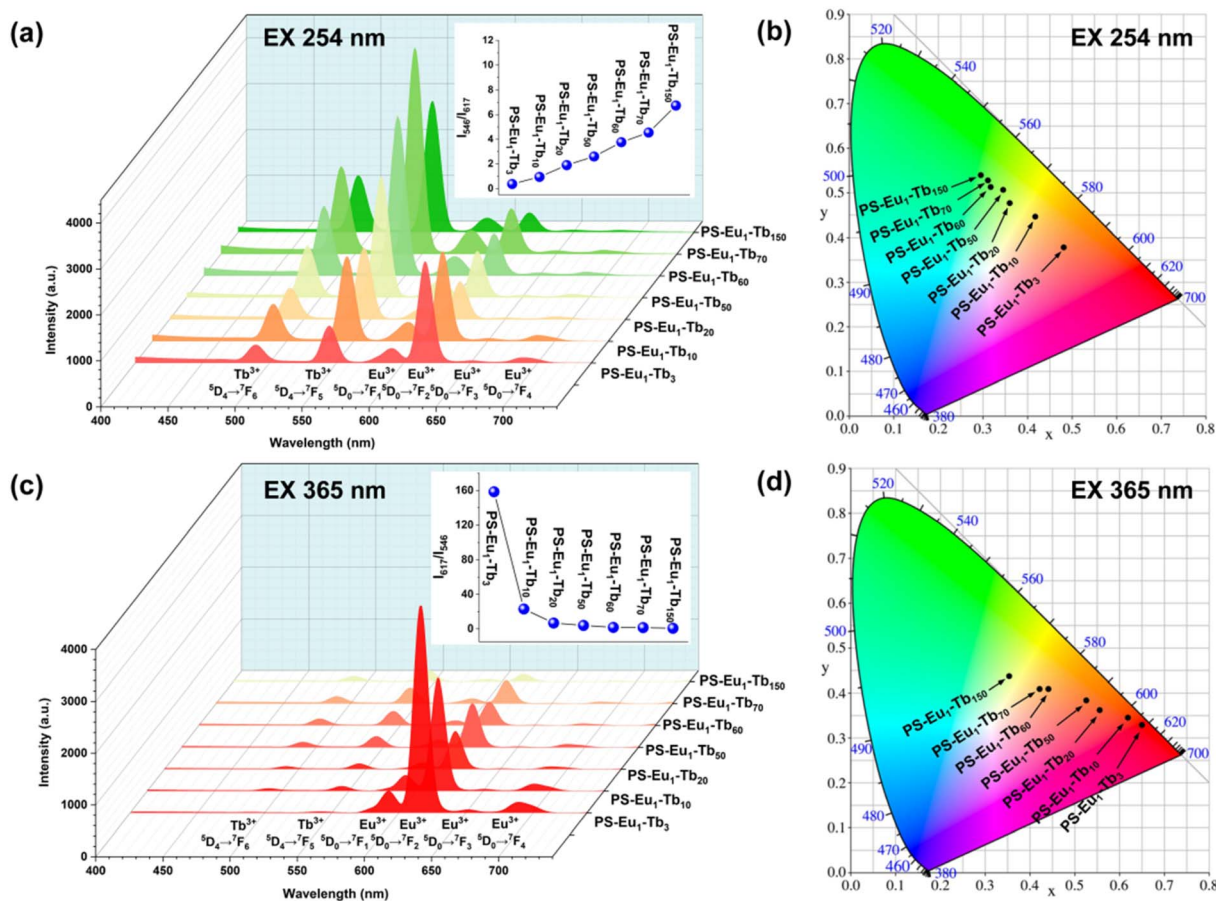 (a)
EX 254 nm
I₅₄₆/I₆₁₇
12
10
8
6
4
2
0
PS-Eu₁-Tb₃
PS-Eu₁-Tb₁₀
PS-Eu₁-Tb₂₀
PS-Eu₁-Tb₅₀
PS-Eu₁-Tb₆₀
PS-Eu₁-Tb₇₀
PS-Eu₁-Tb₁₅₀
Intensity (a.u.)
4000
3000
2000
1000
0
PS-Eu₁-Tb₁₅₀
PS-Eu₁-Tb₇₀
PS-Eu₁-Tb₆₀
PS-Eu₁-Tb₅₀
PS-Eu₁-Tb₂₀
PS-Eu₁-Tb₁₀
PS-Eu₁-Tb₃
Tb³⁺ Tb³⁺ Eu³⁺ Eu³⁺ Eu³⁺ Eu³⁺
⁵D₄→⁷F₆ ⁵D₄→⁷F₅ ⁵D₀→⁷F₁ ⁵D₀→⁷F₂ ⁵D₀→⁷F₃ ⁵D₀→⁷F₄
400 450 500 550 600 650 700
Wavelength (nm)
(b)
EX 254 nm
0.9
0.8
0.7
0.6
0.5
0.4
0.3
0.2
0.1
0.0
y
520
540
560
580
600
620
700
500
490
480
470
460
380
PS-Eu₁-Tb₁₅₀
PS-Eu₁-Tb₇₀
PS-Eu₁-Tb₆₀
PS-Eu₁-Tb₅₀
PS-Eu₁-Tb₂₀
PS-Eu₁-Tb₁₀
PS-Eu₁-Tb₃
0.0 0.1 0.2 0.3 0.4 0.5 0.6 0.7 0.8
x
(c)
EX 365 nm
I₆₁₇/I₅₄₆
160
120
80
40
0
PS-Eu₁-Tb₃
PS-Eu₁-Tb₁₀
PS-Eu₁-Tb₂₀
PS-Eu₁-Tb₅₀
PS-Eu₁-Tb₆₀
PS-Eu₁-Tb₇₀
PS-Eu₁-Tb₁₅₀
Intensity (a.u.)
4000
3000
2000
1000
0
PS-Eu₁-Tb₁₅₀
PS-Eu₁-Tb₇₀
PS-Eu₁-Tb₆₀
PS-Eu₁-Tb₅₀
PS-Eu₁-Tb₂₀
PS-Eu₁-Tb₁₀
PS-Eu₁-Tb₃
Tb³⁺ Tb³⁺ Eu³⁺ Eu³⁺ Eu³⁺ Eu³⁺
⁵D₄→⁷F₆ ⁵D₄→⁷F₅ ⁵D₀→⁷F₁ ⁵D₀→⁷F₂ ⁵D₀→⁷F₃ ⁵D₀→⁷F₄
400 450 500 550 600 650 700
Wavelength (nm)
(d)
EX 365 nm
0.9
0.8
0.7
0.6
0.5
0.4
0.3
0.2
0.1
0.0
y
520
540
560
580
600
620
700
500
490
480
470
460
380
PS-Eu₁-Tb₁₅₀
PS-Eu₁-Tb₇₀
PS-Eu₁-Tb₆₀
PS-Eu₁-Tb₅₀
PS-Eu₁-Tb₂₀
PS-Eu₁-Tb₁₀
PS-Eu₁-Tb₃
0.0 0.1 0.2 0.3 0.4 0.5 0.6 0.7 0.8
x